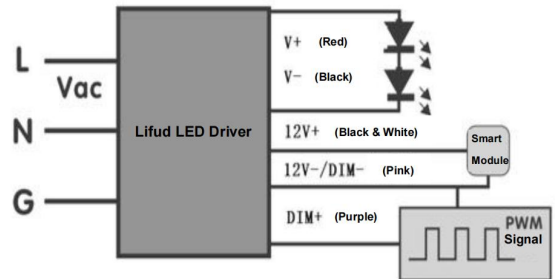 L
Vac
N
G
Lifud LED Driver
V+ (Red)
V- (Black)
12V+ (Black & White)
12V-/DIM- (Pink)
DIM+ (Purple)
Smart
Module
PWM
Signal